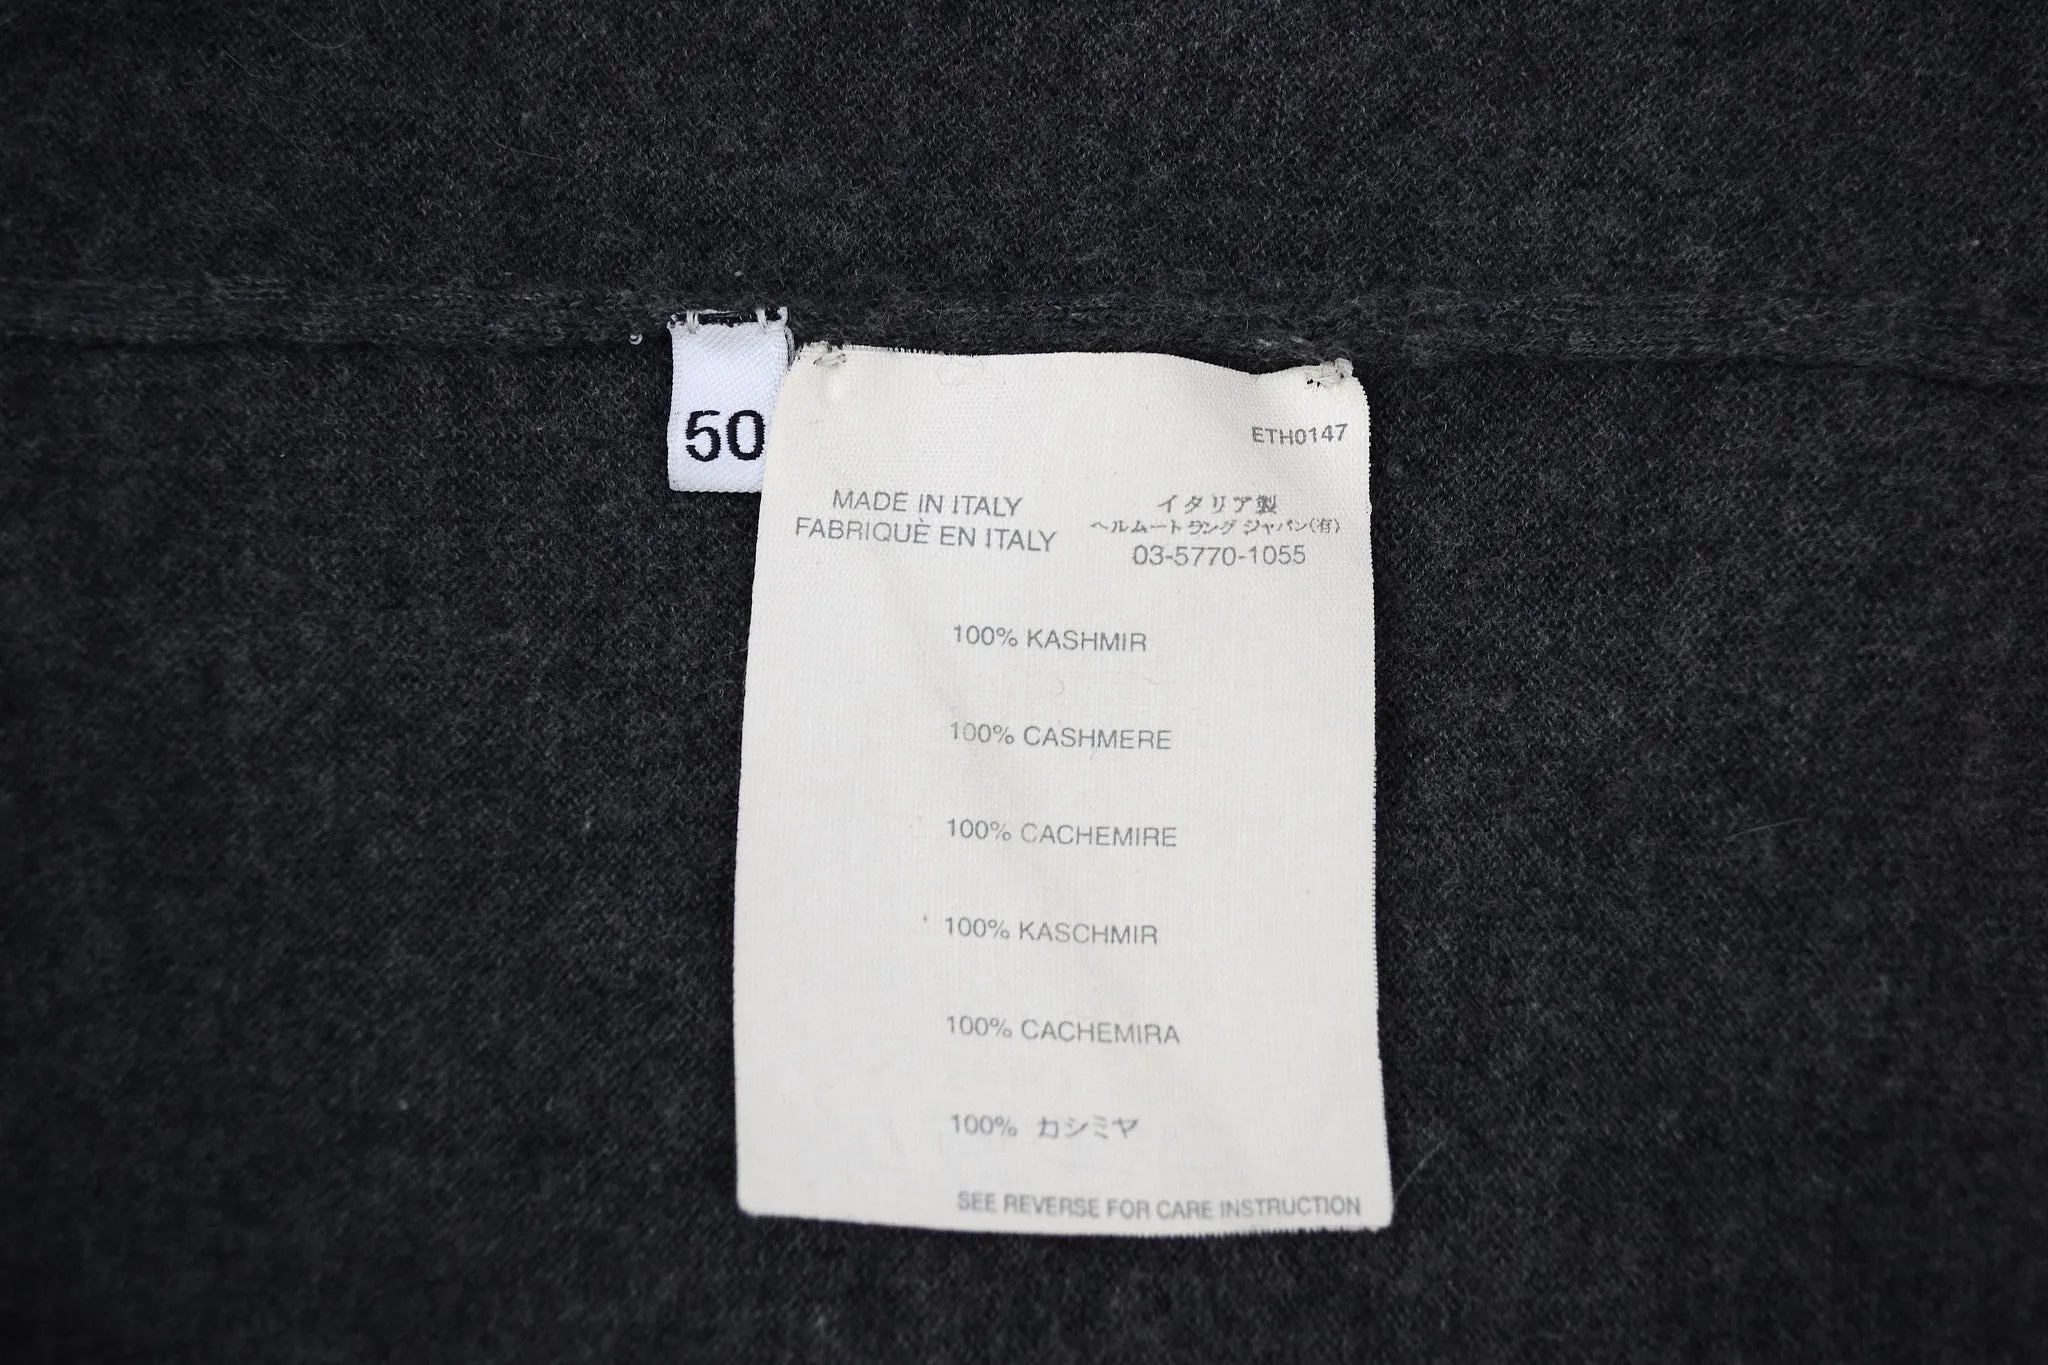 50
ETH0147
MADE IN ITALY
FABRIQUÈ EN ITALY
イタリア製
ヘルムート ラング ジャパン(有)
03-5770-1055
100% KASHMIR
100% CASHMERE
100% CACHEMIRE
100% KASCHMIR
100% CACHEMIRA
100% カシミヤ
SEE REVERSE FOR CARE INSTRUCTION